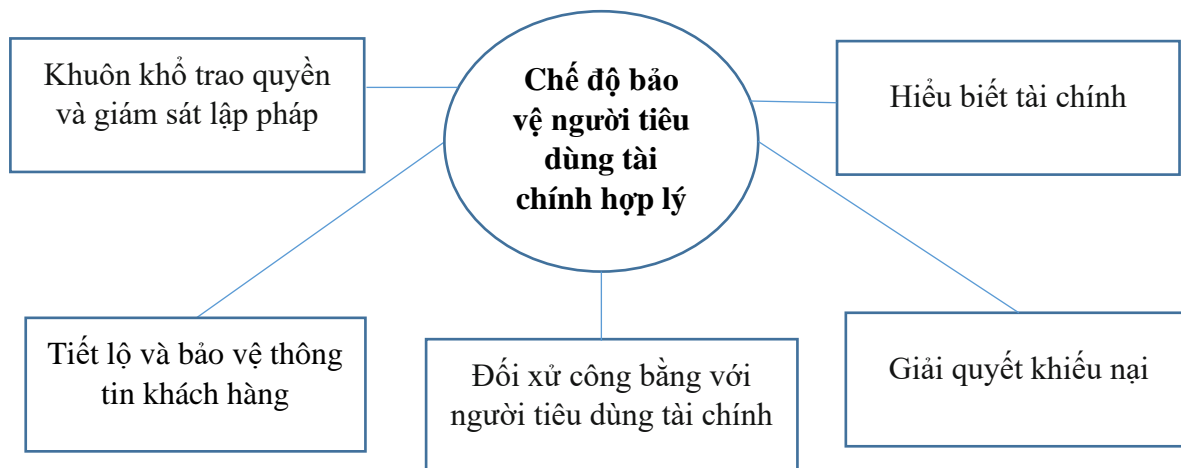 Khuôn khổ trao quyền
và giám sát lập pháp
Chế độ bảo
vệ người tiêu
dùng tài
chính hợp lý
Hiểu biết tài chính
Tiết lộ và bảo vệ thông
tin khách hàng
Đối xử công bằng với
người tiêu dùng tài chính
Giải quyết khiếu nại